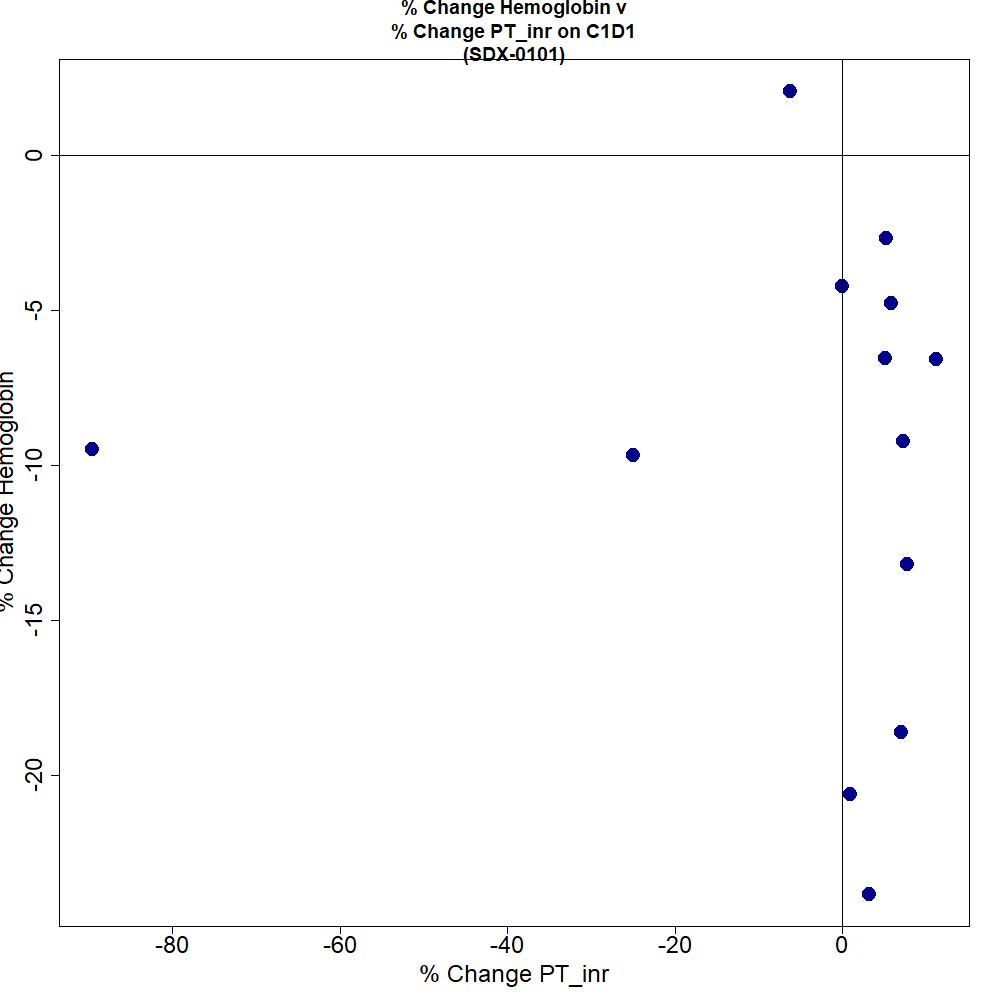 % Change Hemoglobin v
% Change PT_inr on C1D1
(SDX-0101)
% Change Hemoglobin
0
-5
-10
-15
-20
-80
-60
-40
-20
0
% Change PT_inr